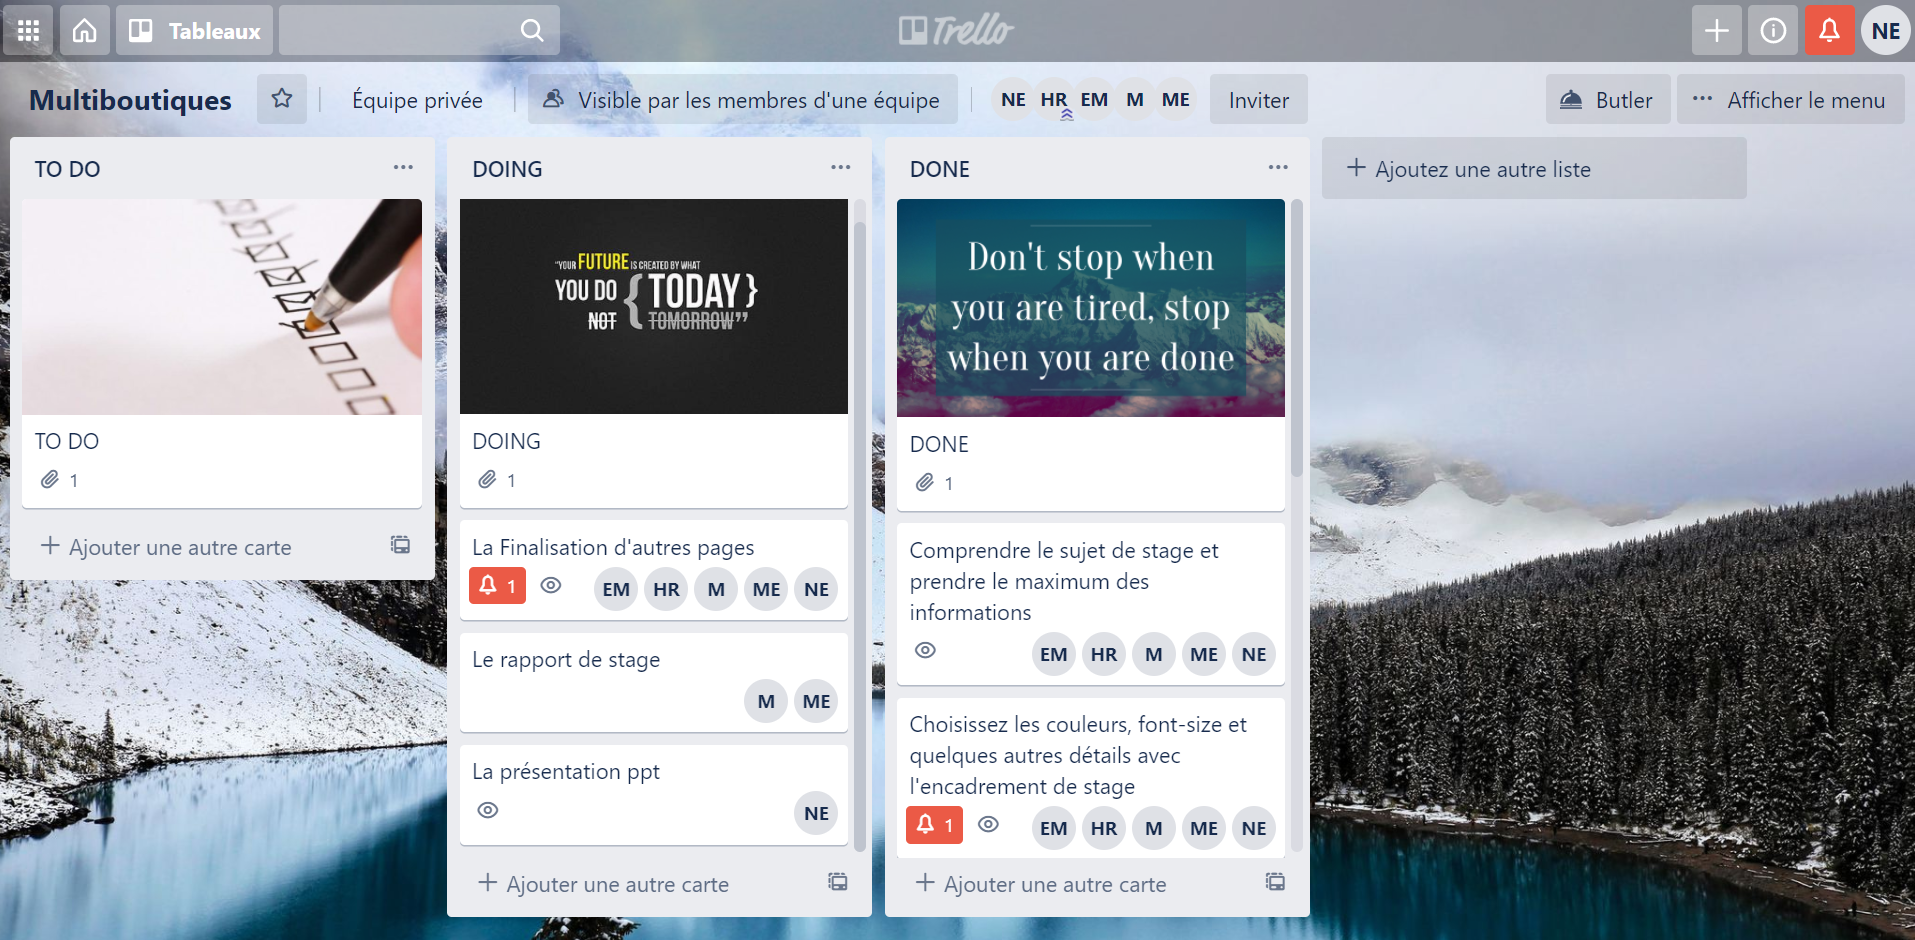 Tableaux
Trello
NE
Multiboutiques
Équipe privée
Visible par les membres d'une équipe
NE HR EM M ME
Inviter
Butler
Afficher le menu
TO DO
TO DO
1
Ajouter une autre carte
DOING
"YOUR FUTURE IS CREATED BY WHAT
YOU DO { TODAY }
NOT TOMORROW"
DOING
1
La Finalisation d'autres pages
1
EM HR M ME NE
Le rapport de stage
M ME
La présentation ppt
NE
Ajouter une autre carte
DONE
Don't stop when
you are tired, stop
when you are done
DONE
1
Comprendre le sujet de stage et
prendre le maximum des
informations
EM HR M ME NE
Choisissez les couleurs, font-size et
quelques autres détails avec
l'encadrement de stage
1
EM HR M ME NE
Ajouter une autre carte
Ajoutez une autre liste